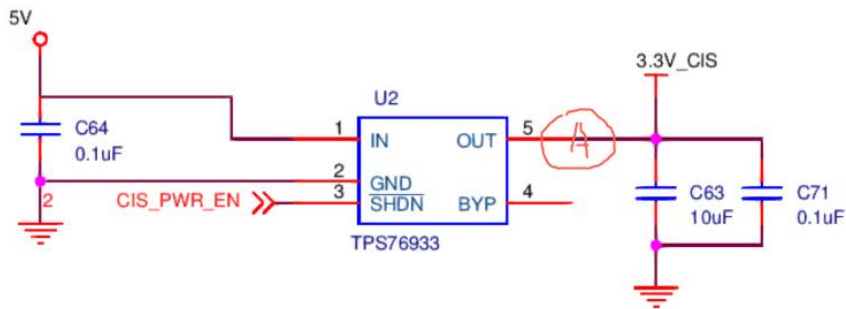 5V
3.3V_CIS
U2
C64
0.1uF
1
IN
OUT
5
A
2
GND
CIS_PWR_EN
3
SHDN
BYP
4
2
C63
10uF
C71
0.1uF
TPS76933